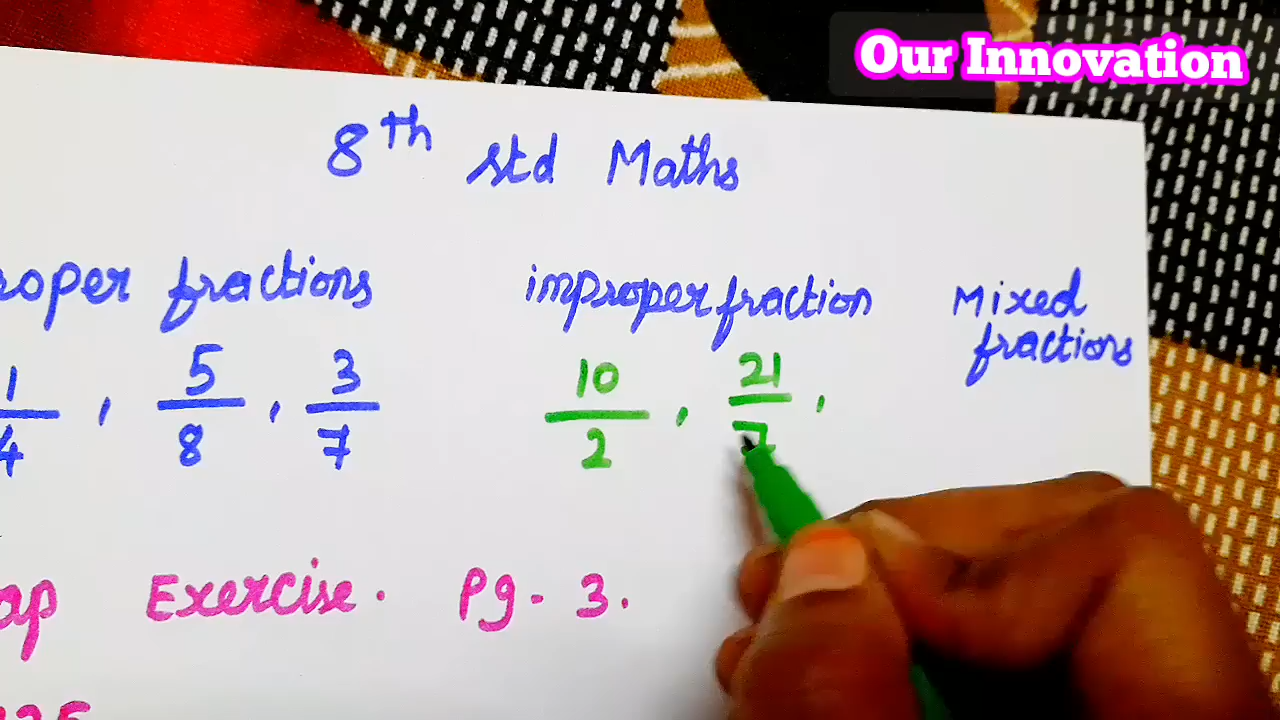 Our Innovation
8th std Maths
roper fractions
improper fraction
Mixed
fractions
1/4 , 5/8 , 3/7
10/2 , 21/7 ,
ap Exercise. Pg. 3.